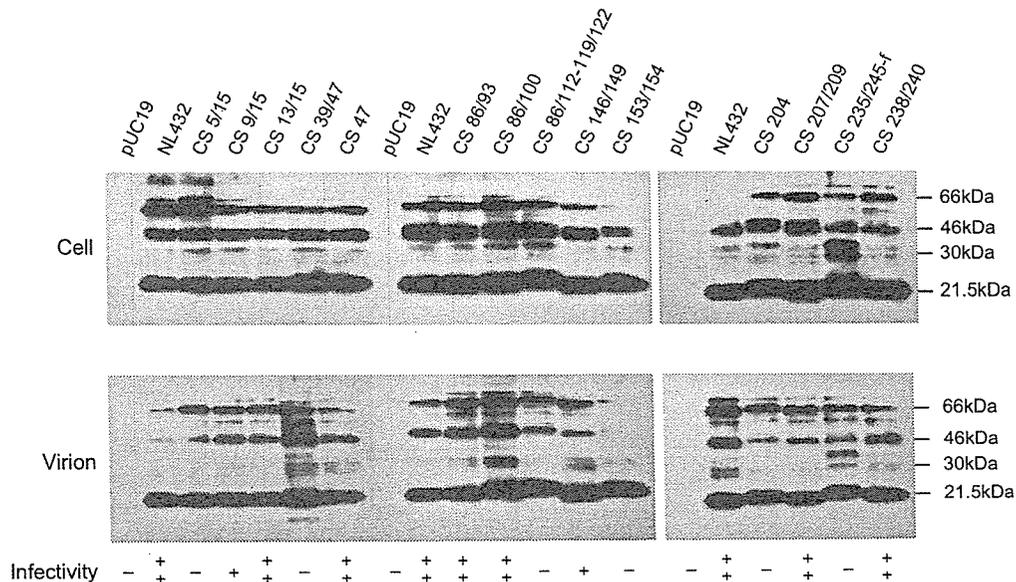 pUC19 NL432 CS 5/15 CS 9/15 CS 13/15 CS 39/47 CS 47 pUC19 NL432 CS 86/93 CS 86/100 CS 86/112-119/122 CS 146/149 CS 153/154 pUC19 NL432 CS 204 CS 207/209 CS 235/245-f CS 238/240
Cell
66kDa
46kDa
30kDa
21.5kDa
Virion
66kDa
46kDa
30kDa
21.5kDa
Infectivity − ++ − + ++ − ++ − ++ ++ ++ − + − − ++ − ++ − ++